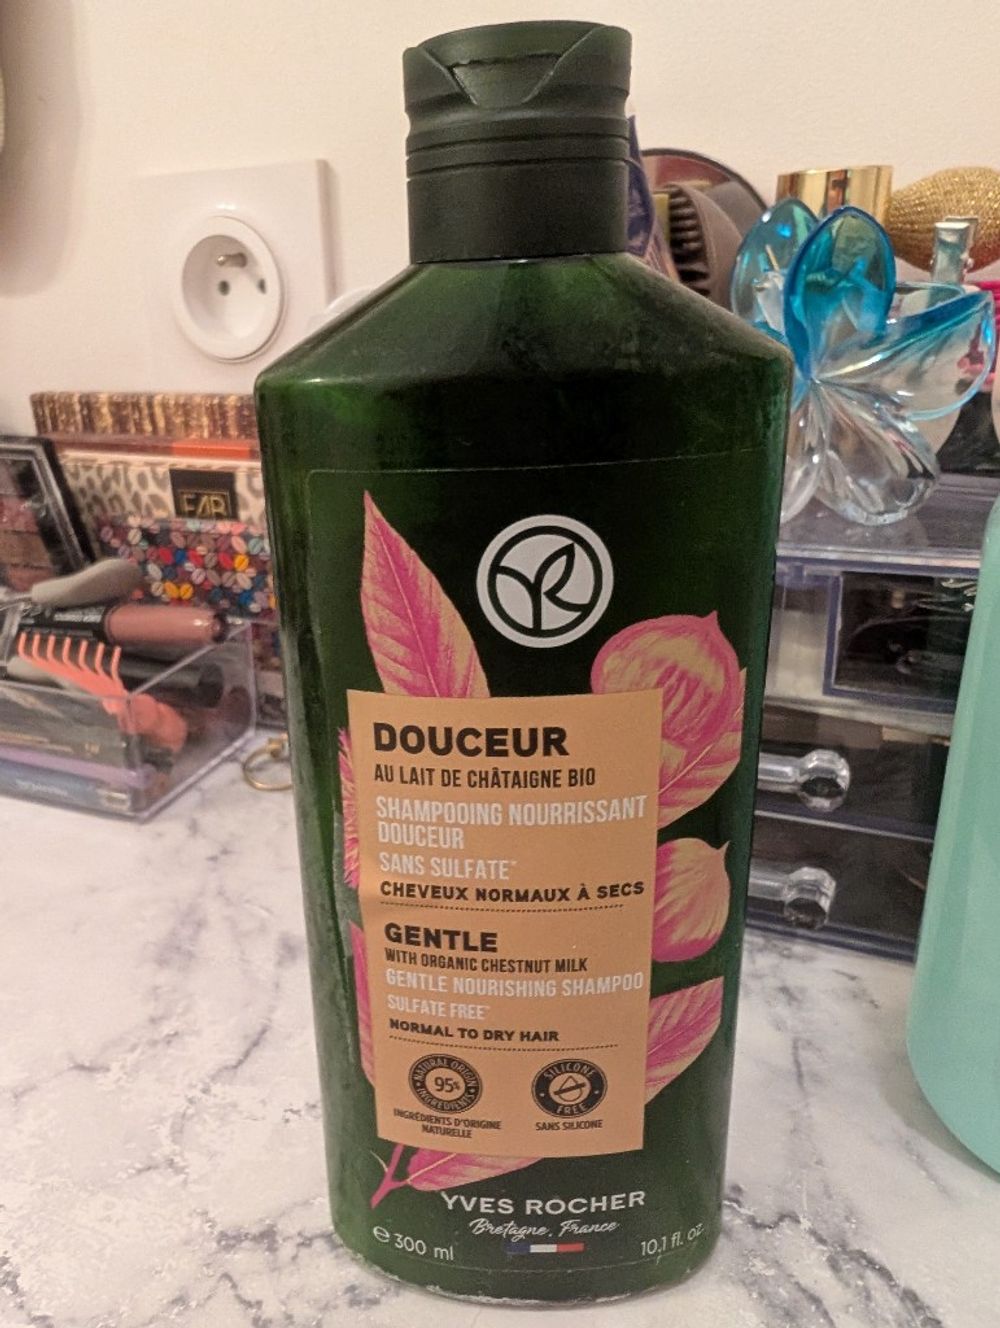 DOUCEUR
AU LAIT DE CHÂTAIGNE BIO
SHAMPOOING NOURRISSANT
DOUCEUR
SANS SULFATE
CHEVEUX NORMAUX À SECS
GENTLE
WITH ORGANIC CHESTNUT MILK
GENTLE NOURISHING SHAMPOO
SULFATE FREE
NORMAL TO DRY HAIR
NATURAL ORIGIN
95%
INGREDIENTS
SILICONE
FREE
INGRÉDIENTS D'ORIGINE
NATURELLE
SANS SILICONE
YVES ROCHER
Bretagne, France
℮ 300 ml
10,1 fl. oz.